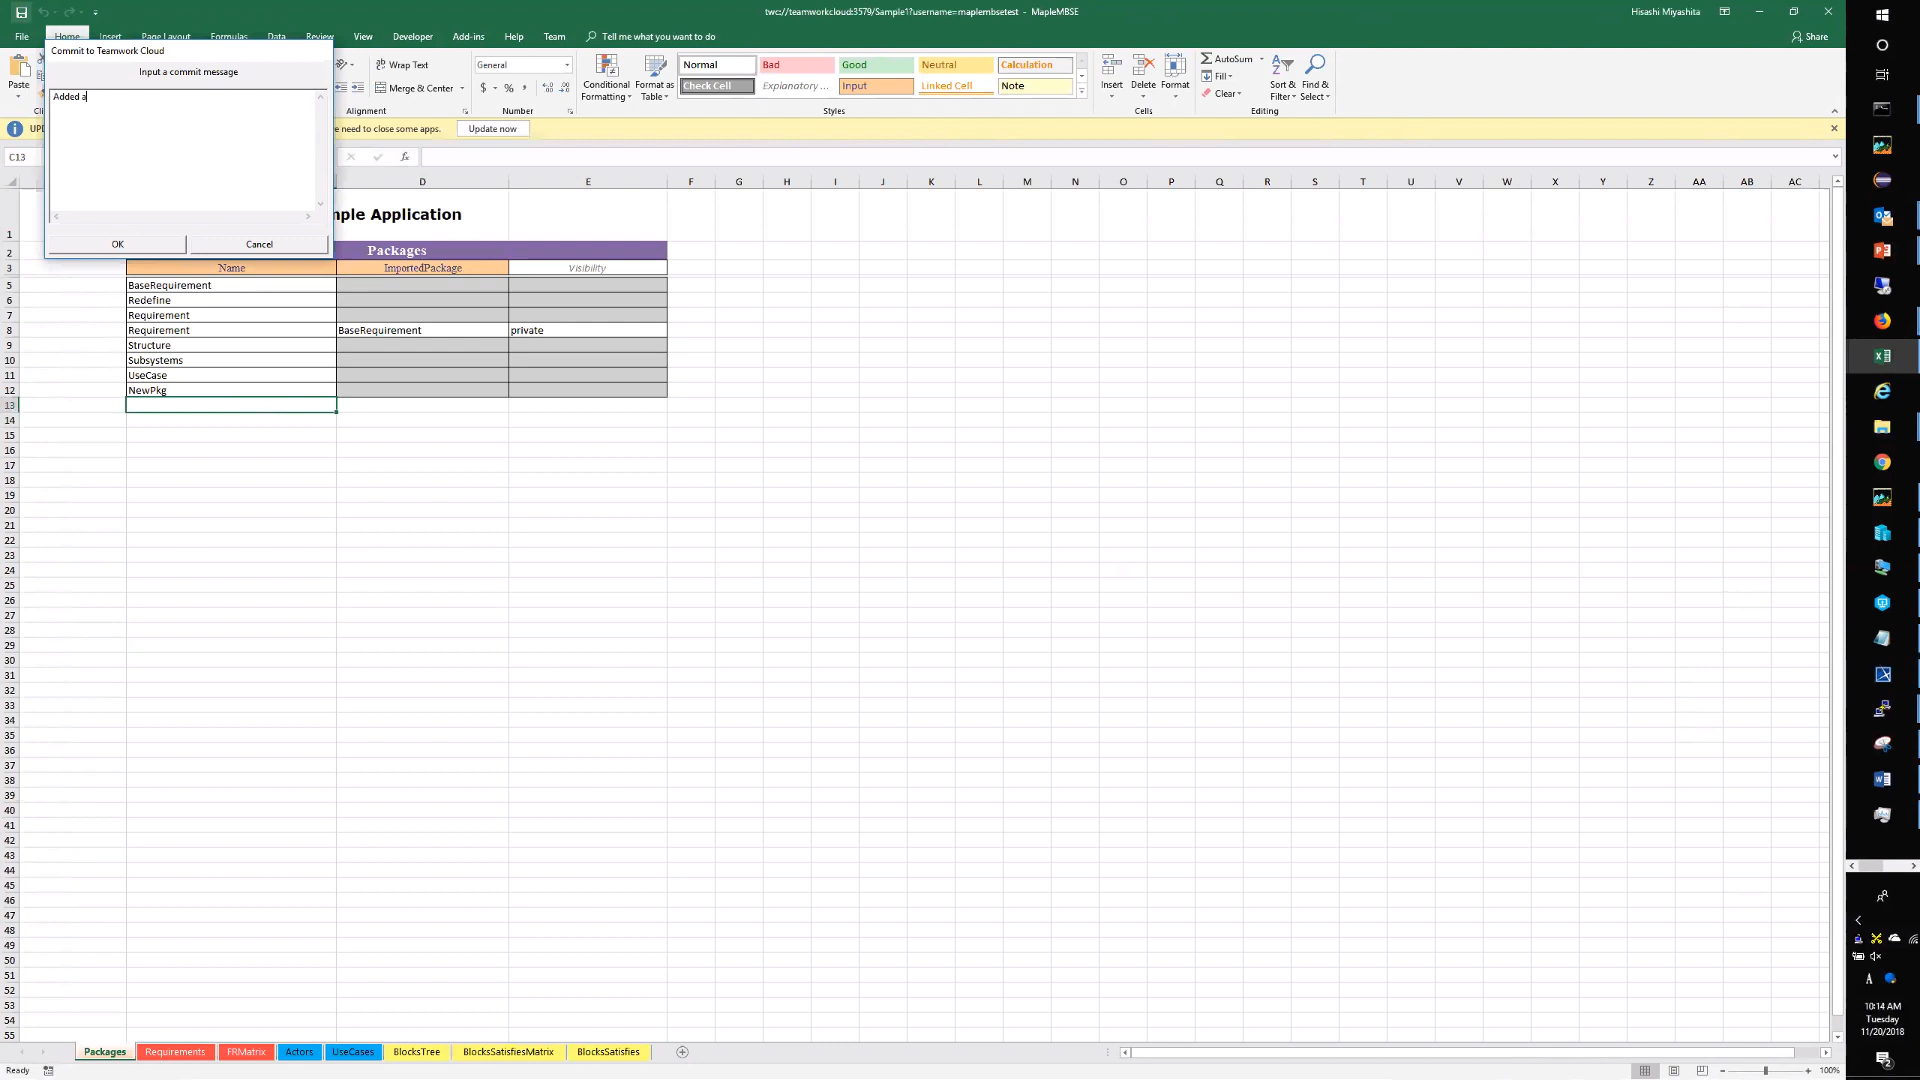 twc://teamworkcloud:3579/Sample1?username=maplembsetest - MapleMBSE
Hisashi Miyashita
File Home Insert Page Layout Formulas Data Review View Developer Add-ins Help Team Tell me what you want to do
Share
Commit to Teamwork Cloud
Input a commit message
Added a
OK Cancel
Paste
Wrap Text
Merge & Center
Alignment
General
$ % ,
Number
Conditional Formatting
Format as Table
Normal Bad Good Neutral Calculation
Check Cell Explanatory ... Input Linked Cell Note
Styles
Insert Delete Format
Cells
AutoSum
Fill
Clear
Sort & Filter
Find & Select
Editing
need to close some apps. Update now
C13 fx
D E F G H I J K L M N O P Q R S T U V W X Y Z AA AB AC
mple Application
1
2 Packages
3 Name ImportedPackage Visibility
5 BaseRequirement
6 Redefine
7 Requirement
8 Requirement BaseRequirement private
9 Structure
10 Subsystems
11 UseCase
12 NewPkg
13
14
15
16
17
18
19
20
21
22
23
24
25
26
27
28
29
30
31
32
33
34
35
36
37
38
39
40
41
42
43
44
45
46
47
48
49
50
51
52
53
54
55
Packages Requirements FRMatrix Actors UseCases BlocksTree BlocksSatisfiesMatrix BlocksSatisfies
Ready
100%
A
10:14 AM
Tuesday
11/20/2018
2